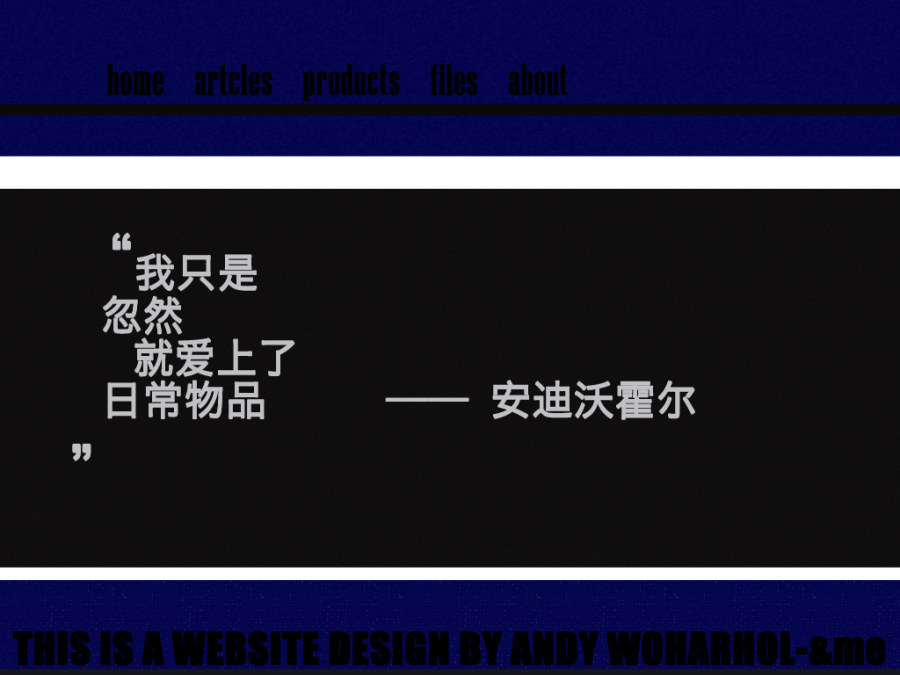 home artcles products files about
“我只是
忽然
就爱上了
日常物品 —— 安迪沃霍尔
”
THIS IS A WEBSITE DESIGN BY ANDY WOHARHOL-&me